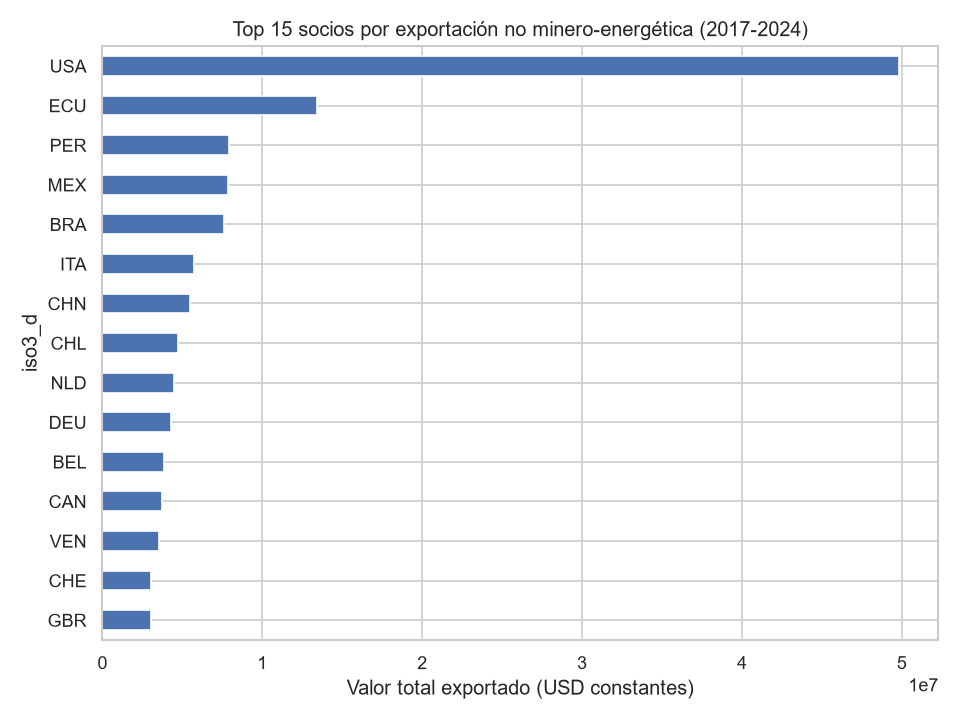 Top 15 socios por exportación no minero-energética (2017-2024)
USA
ECU
PER
MEX
BRA
ITA
CHN
CHL
NLD
DEU
BEL
CAN
VEN
CHE
GBR
iso3_d
0 1 2 3 4 5
1e7
Valor total exportado (USD constantes)